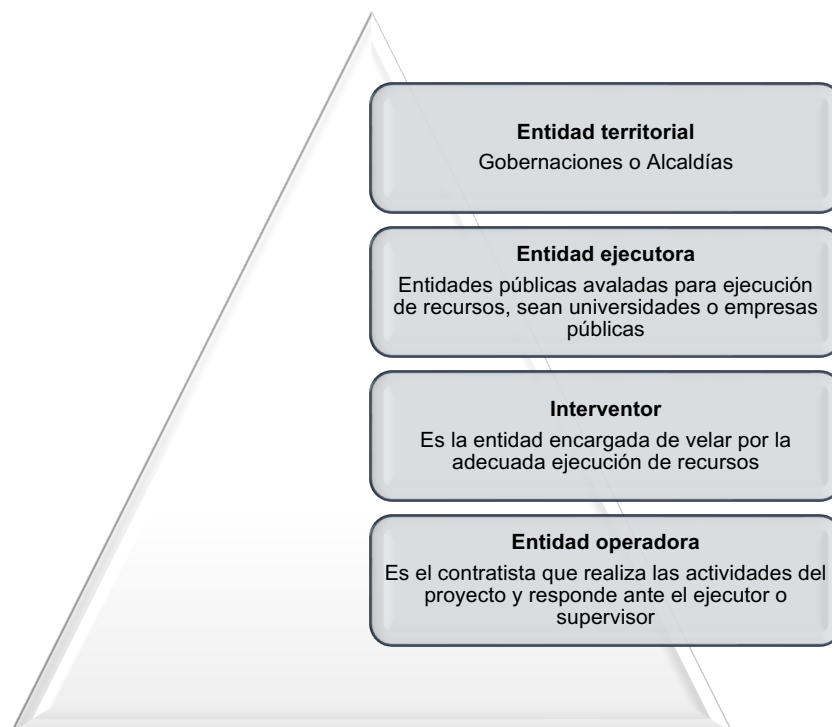 Entidad territorial
Gobernaciones o Alcaldías
Entidad ejecutora
Entidades públicas avaladas para ejecución
de recursos, sean universidades o empresas
públicas
Interventor
Es la entidad encargada de velar por la
adecuada ejecución de recursos
Entidad operadora
Es el contratista que realiza las actividades del
proyecto y responde ante el ejecutor o
supervisor